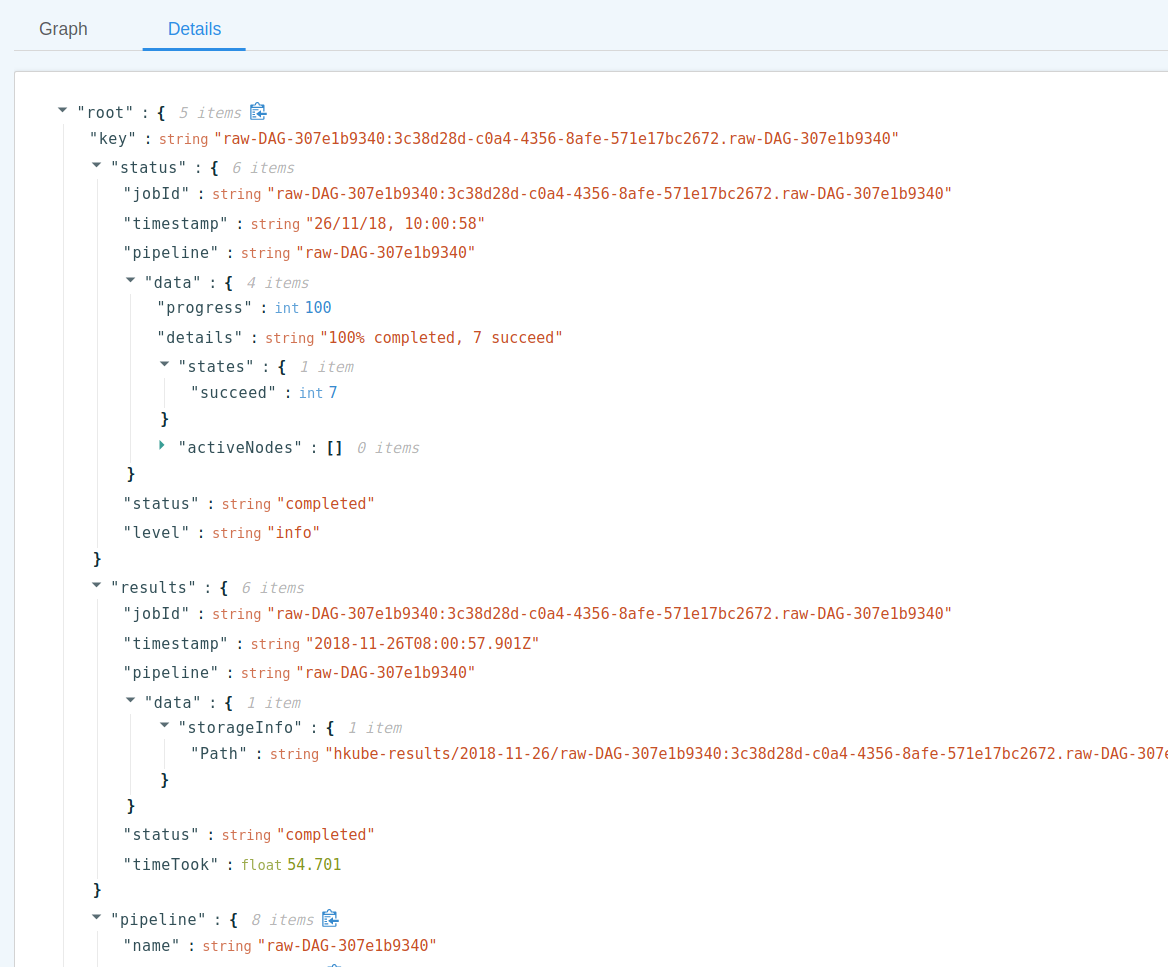 Graph Details
"root" : { 5 items
"key" : string "raw-DAG-307e1b9340:3c38d28d-c0a4-4356-8afe-571e17bc2672.raw-DAG-307e1b9340"
"status" : { 6 items
"jobId" : string "raw-DAG-307e1b9340:3c38d28d-c0a4-4356-8afe-571e17bc2672.raw-DAG-307e1b9340"
"timestamp" : string "26/11/18, 10:00:58"
"pipeline" : string "raw-DAG-307e1b9340"
"data" : { 4 items
"progress" : int 100
"details" : string "100% completed, 7 succeed"
"states" : { 1 item
"succeed" : int 7
}
"activeNodes" : [] 0 items
}
"status" : string "completed"
"level" : string "info"
}
"results" : { 6 items
"jobId" : string "raw-DAG-307e1b9340:3c38d28d-c0a4-4356-8afe-571e17bc2672.raw-DAG-307e1b9340"
"timestamp" : string "2018-11-26T08:00:57.901Z"
"pipeline" : string "raw-DAG-307e1b9340"
"data" : { 1 item
"storageInfo" : { 1 item
"Path" : string "hkube-results/2018-11-26/raw-DAG-307e1b9340:3c38d28d-c0a4-4356-8afe-571e17bc2672.raw-DAG-307e
}
}
"status" : string "completed"
"timeTook" : float 54.701
}
"pipeline" : { 8 items
"name" : string "raw-DAG-307e1b9340"